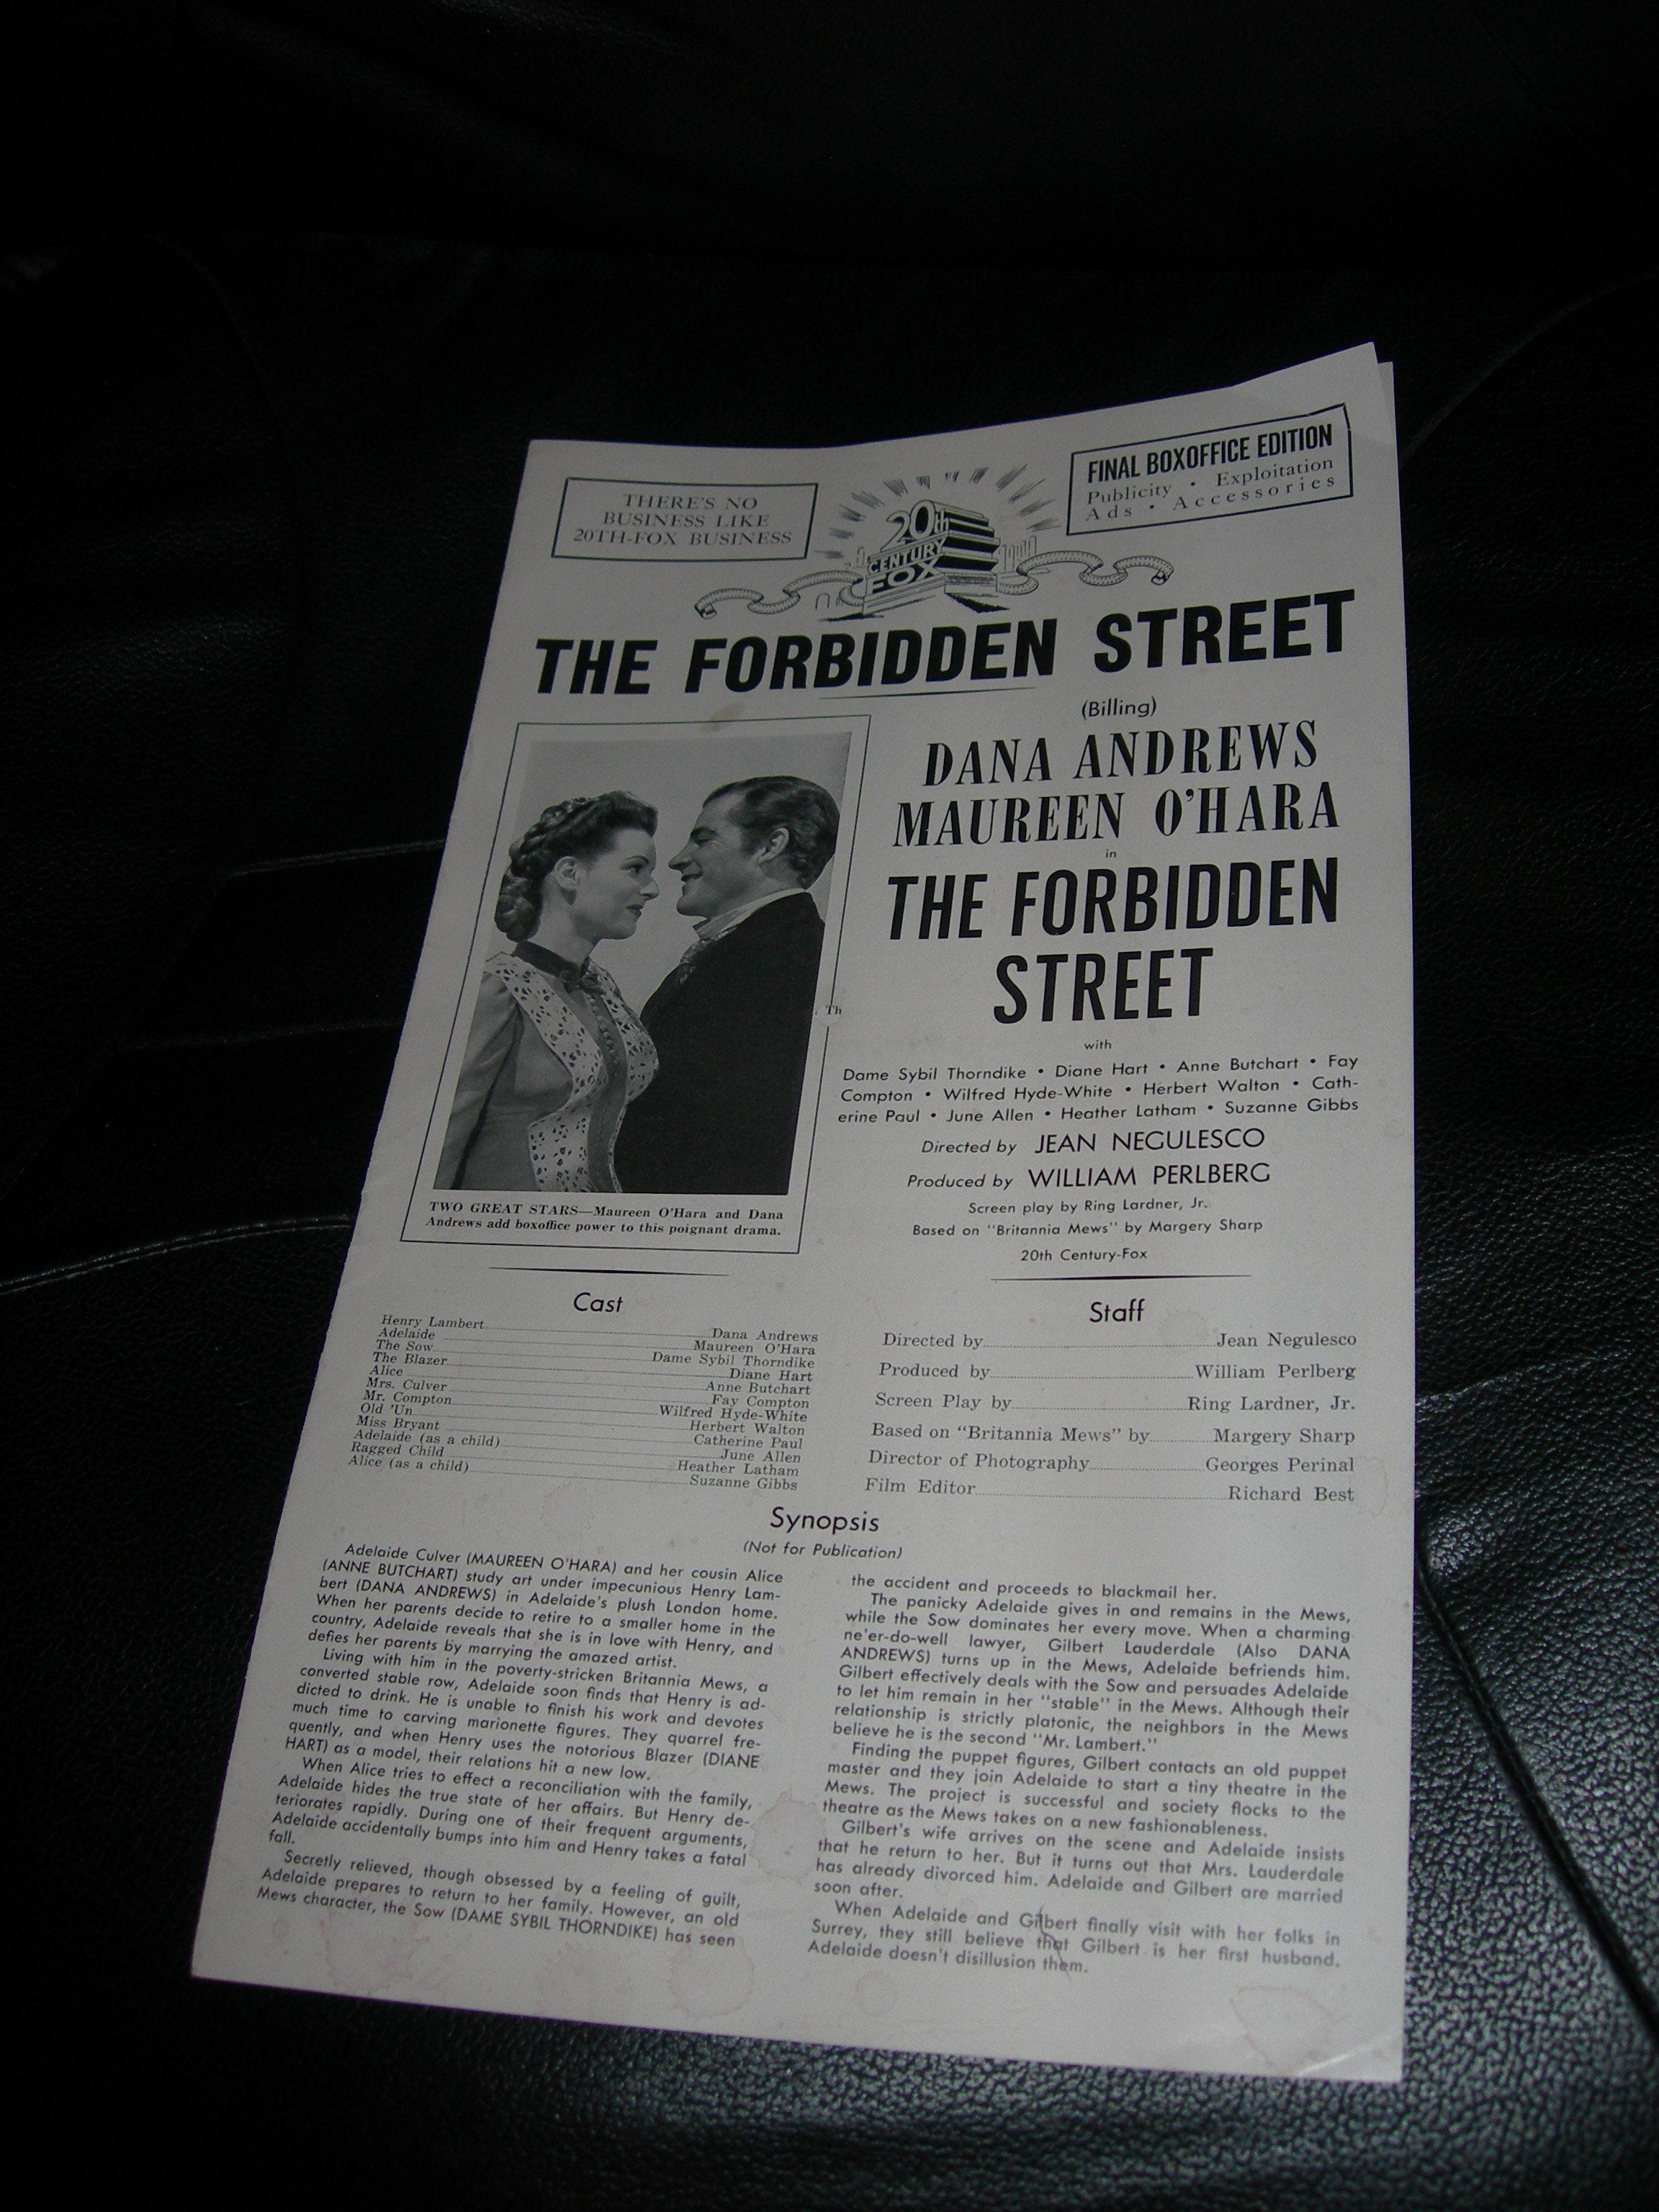 THERE'S NO
BUSINESS LIKE
20TH-FOX BUSINESS
20th
CENTURY
FOX
FINAL BOXOFFICE EDITION
Publicity • Exploitation
Ads • Accessories
THE FORBIDDEN STREET
TWO GREAT STARS—Maureen O'Hara and Dana
Andrews add boxoffice power to this poignant drama.
(Billing)
DANA ANDREWS
MAUREEN O'HARA
in
THE FORBIDDEN
STREET
Th
with
Dame Sybil Thorndike • Diane Hart • Anne Butchart • Fay
Compton • Wilfred Hyde-White • Herbert Walton • Cath-
erine Paul • June Allen • Heather Latham • Suzanne Gibbs
Directed by JEAN NEGULESCO
Produced by WILLIAM PERLBERG
Screen play by Ring Lardner, Jr.
Based on "Britannia Mews" by Margery Sharp
20th Century-Fox
Cast
Henry Lambert Dana Andrews
Adelaide Maureen O'Hara
The Sow Dame Sybil Thorndike
The Blazer Diane Hart
Alice Anne Butchart
Mrs. Culver Fay Compton
Mr. Compton Wilfred Hyde-White
Old 'Un Herbert Walton
Miss Bryant Catherine Paul
Adelaide (as a child) June Allen
Ragged Child Heather Latham
Alice (as a child) Suzanne Gibbs
Staff
Directed by Jean Negulesco
Produced by William Perlberg
Screen Play by Ring Lardner, Jr.
Based on "Britannia Mews" by Margery Sharp
Director of Photography Georges Perinal
Film Editor Richard Best
Synopsis
(Not for Publication)
Adelaide Culver (MAUREEN O'HARA) and her cousin Alice
(ANNE BUTCHART) study art under impecunious Henry Lam-
bert (DANA ANDREWS) in Adelaide's plush London home.
When her parents decide to retire to a smaller home in the
country, Adelaide reveals that she is in love with Henry, and
defies her parents by marrying the amazed artist.
Living with him in the poverty-stricken Britannia Mews, a
converted stable row, Adelaide soon finds that Henry is ad-
dicted to drink. He is unable to finish his work and devotes
much time to carving marionette figures. They quarrel fre-
quently, and when Henry uses the notorious Blazer (DIANE
HART) as a model, their relations hit a new low.
When Alice tries to effect a reconciliation with the family,
Adelaide hides the true state of her affairs. But Henry de-
teriorates rapidly. During one of their frequent arguments,
Adelaide accidentally bumps into him and Henry takes a fatal
fall.
Secretly relieved, though obsessed by a feeling of guilt,
Adelaide prepares to return to her family. However, an old
Mews character, the Sow (DAME SYBIL THORNDIKE) has seen
the accident and proceeds to blackmail her.
The panicky Adelaide gives in and remains in the Mews,
while the Sow dominates her every move. When a charming
ne'er-do-well lawyer, Gilbert Lauderdale (Also DANA
ANDREWS) turns up in the Mews, Adelaide befriends him.
Gilbert effectively deals with the Sow and persuades Adelaide
to let him remain in her "stable" in the Mews. Although their
relationship is strictly platonic, the neighbors in the Mews
believe he is the second "Mr. Lambert."
Finding the puppet figures, Gilbert contacts an old puppet
master and they join Adelaide to start a tiny theatre in the
Mews. The project is successful and society flocks to the
theatre as the Mews takes on a new fashionableness.
Gilbert's wife arrives on the scene and Adelaide insists
that he return to her. But it turns out that Mrs. Lauderdale
has already divorced him. Adelaide and Gilbert are married
soon after.
When Adelaide and Gilbert finally visit with her folks in
Surrey, they still believe that Gilbert is her first husband.
Adelaide doesn't disillusion them.